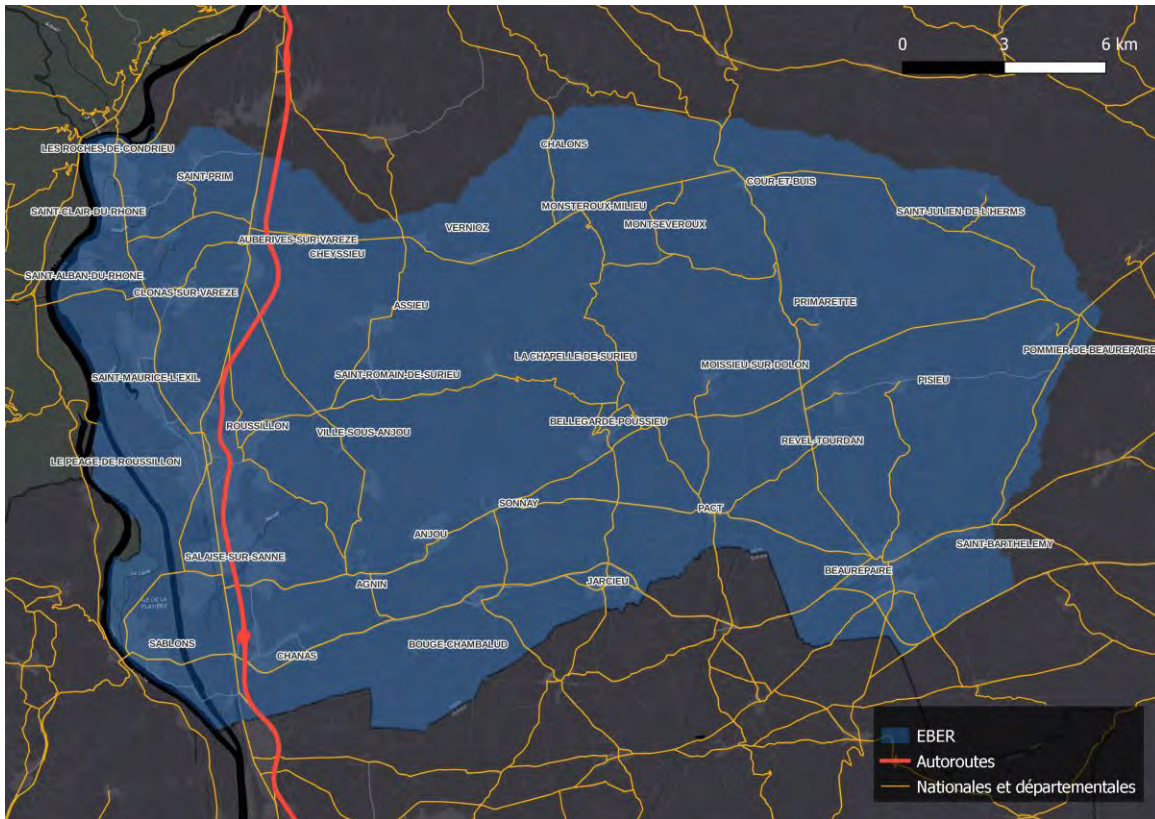 0 3 6 km
CHALONS
LES ROCHES-DE-CONDRIEU
SAINT-PRIM
COUR-ET-BUIS
MONSTEROUX-MILIEU
SAINT-CLAIR-DU-RHONE
SAINT-JULIEN-DE-L'HERMS
MONTSEVEROUX
VERNIOZ
AUBERIVES-SUR-VAREZE
CHEYSSIEU
SAINT-ALBAN-DU-RHONE
CLONAS-SUR-VAREZE
PRIMARETTE
ASSIEU
POMMIER-DE-BEAUREPAIRE
LA CHAPELLE-DE-SURIEU
MOISSIEU-SUR-DOLON
SAINT-ROMAIN-DE-SURIEU
SAINT-MAURICE-L'EXIL
PISIEU
BELLEGARDE-POUSSIEU
ROUSSILLON
VILLE-SOUS-ANJOU
REVEL-TOURDAN
LE PEAGE-DE-ROUSSILLON
SONNAY
PACT
ANJOU
SAINT-BARTHELEMY
SALAISE-SUR-SANNE
BEAUREPAIRE
AGNIN
JARCIEU
ILE DE LA
PLATIERE
SABLONS
BOUGE-CHAMBALUD
CHANAS
EBER
Autoroutes
Nationales et départementales